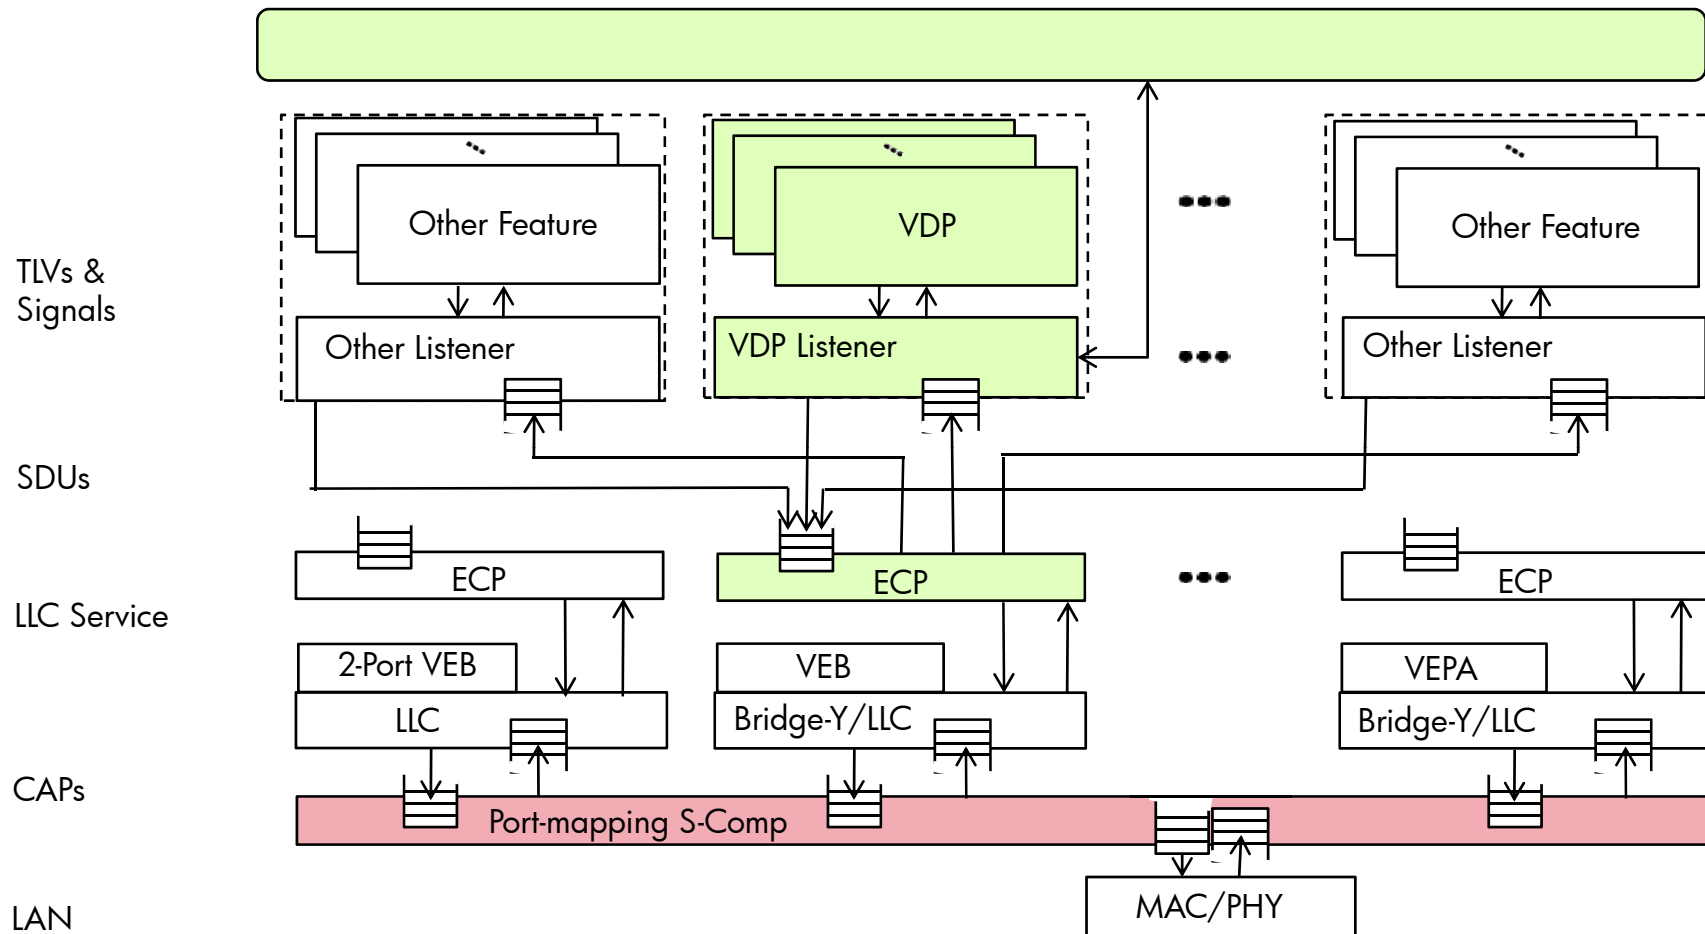 Other Feature
VDP
Other Feature
TLVs &
Signals
Other Listener
VDP Listener
Other Listener
SDUs
ECP
ECP
ECP
LLC Service
2-Port VEB
VEB
VEPA
LLC
Bridge-Y/LLC
Bridge-Y/LLC
CAPs
Port-mapping S-Comp
MAC/PHY
LAN